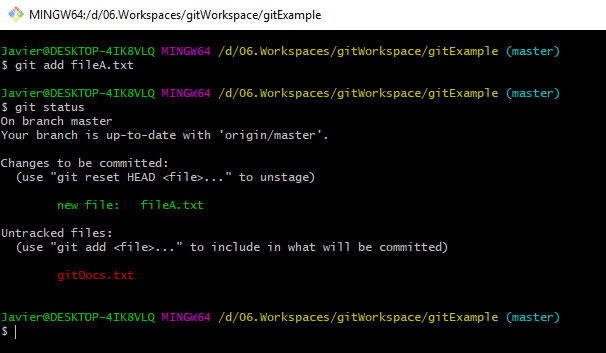 MINGW64:/d/06.Workspaces/gitWorkspace/gitExample
Javier@DESKTOP-4IK8VLQ MINGW64 /d/06.Workspaces/gitWorkspace/gitExample (master)
$ git add fileA.txt
Javier@DESKTOP-4IK8VLQ MINGW64 /d/06.Workspaces/gitWorkspace/gitExample (master)
$ git status
On branch master
Your branch is up-to-date with 'origin/master'.
Changes to be committed:
(use "git reset HEAD <file>..." to unstage)
new file:   fileA.txt
Untracked files:
(use "git add <file>..." to include in what will be committed)
gitDocs.txt
Javier@DESKTOP-4IK8VLQ MINGW64 /d/06.Workspaces/gitWorkspace/gitExample (master)
$